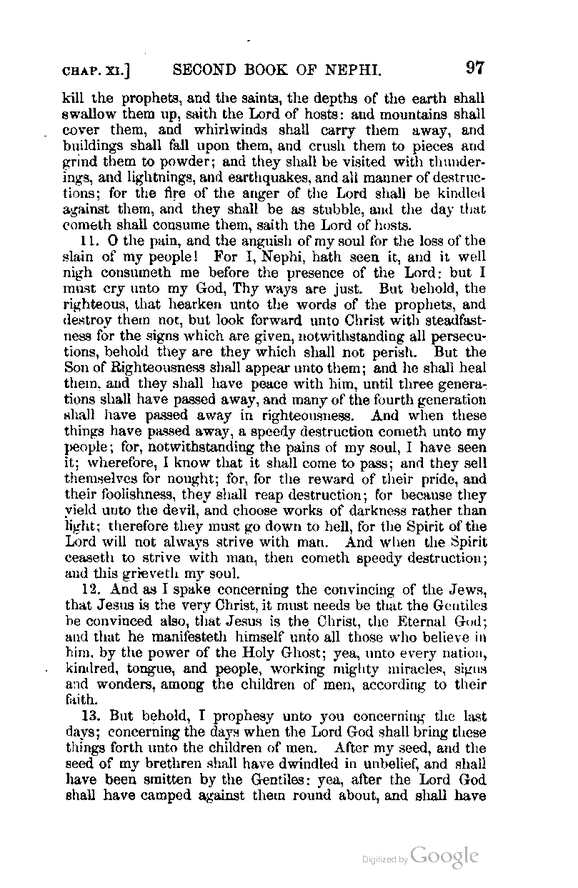 CHAP. XI.] SECOND BOOK OF NEPHI. 97
kill the prophets, and the saints, the depths of the earth shall
swallow them up, saith the Lord of hosts: and mountains shall
cover them, and whirlwinds shall carry them away, and
buildings shall fall upon them, and crush them to pieces and
grind them to powder; and they shall be visited with thunder-
ings, and lightnings, and earthquakes, and all manner of destruc-
tions; for the fire of the anger of the Lord shall be kindled
against them, and they shall be as stubble, and the day that
cometh shall consume them, saith the Lord of hosts.
11. O the pain, and the anguish of my soul for the loss of the
slain of my people! For I, Nephi, hath seen it, and it well
nigh consumeth me before the presence of the Lord: but I
must cry unto my God, Thy ways are just. But behold, the
righteous, that hearken unto the words of the prophets, and
destroy them not, but look forward unto Christ with steadfast-
ness for the signs which are given, notwithstanding all persecu-
tions, behold they are they which shall not perish. But the
Son of Righteousness shall appear unto them; and he shall heal
them, and they shall have peace with him, until three genera-
tions shall have passed away, and many of the fourth generation
shall have passed away in righteousness. And when these
things have passed away, a speedy destruction cometh unto my
people; for, notwithstanding the pains of my soul, I have seen
it; wherefore, I know that it shall come to pass; and they sell
themselves for nought; for, for the reward of their pride, and
their foolishness, they shall reap destruction; for because they
yield unto the devil, and choose works of darkness rather than
light; therefore they must go down to hell, for the Spirit of the
Lord will not always strive with man. And when the Spirit
ceaseth to strive with man, then cometh speedy destruction;
and this grieveth my soul.
12. And as I spake concerning the convincing of the Jews,
that Jesus is the very Christ, it must needs be that the Gentiles
be convinced also, that Jesus is the Christ, the Eternal God;
and that he manifesteth himself unto all those who believe in
him, by the power of the Holy Ghost; yea, unto every nation,
kindred, tongue, and people, working mighty miracles, signs
and wonders, among the children of men, according to their
faith.
13. But behold, I prophesy unto you concerning the last
days; concerning the days when the Lord God shall bring these
things forth unto the children of men. After my seed, and the
seed of my brethren shall have dwindled in unbelief, and shall
have been smitten by the Gentiles: yea, after the Lord God
shall have camped against them round about, and shall have
Digitized by Google